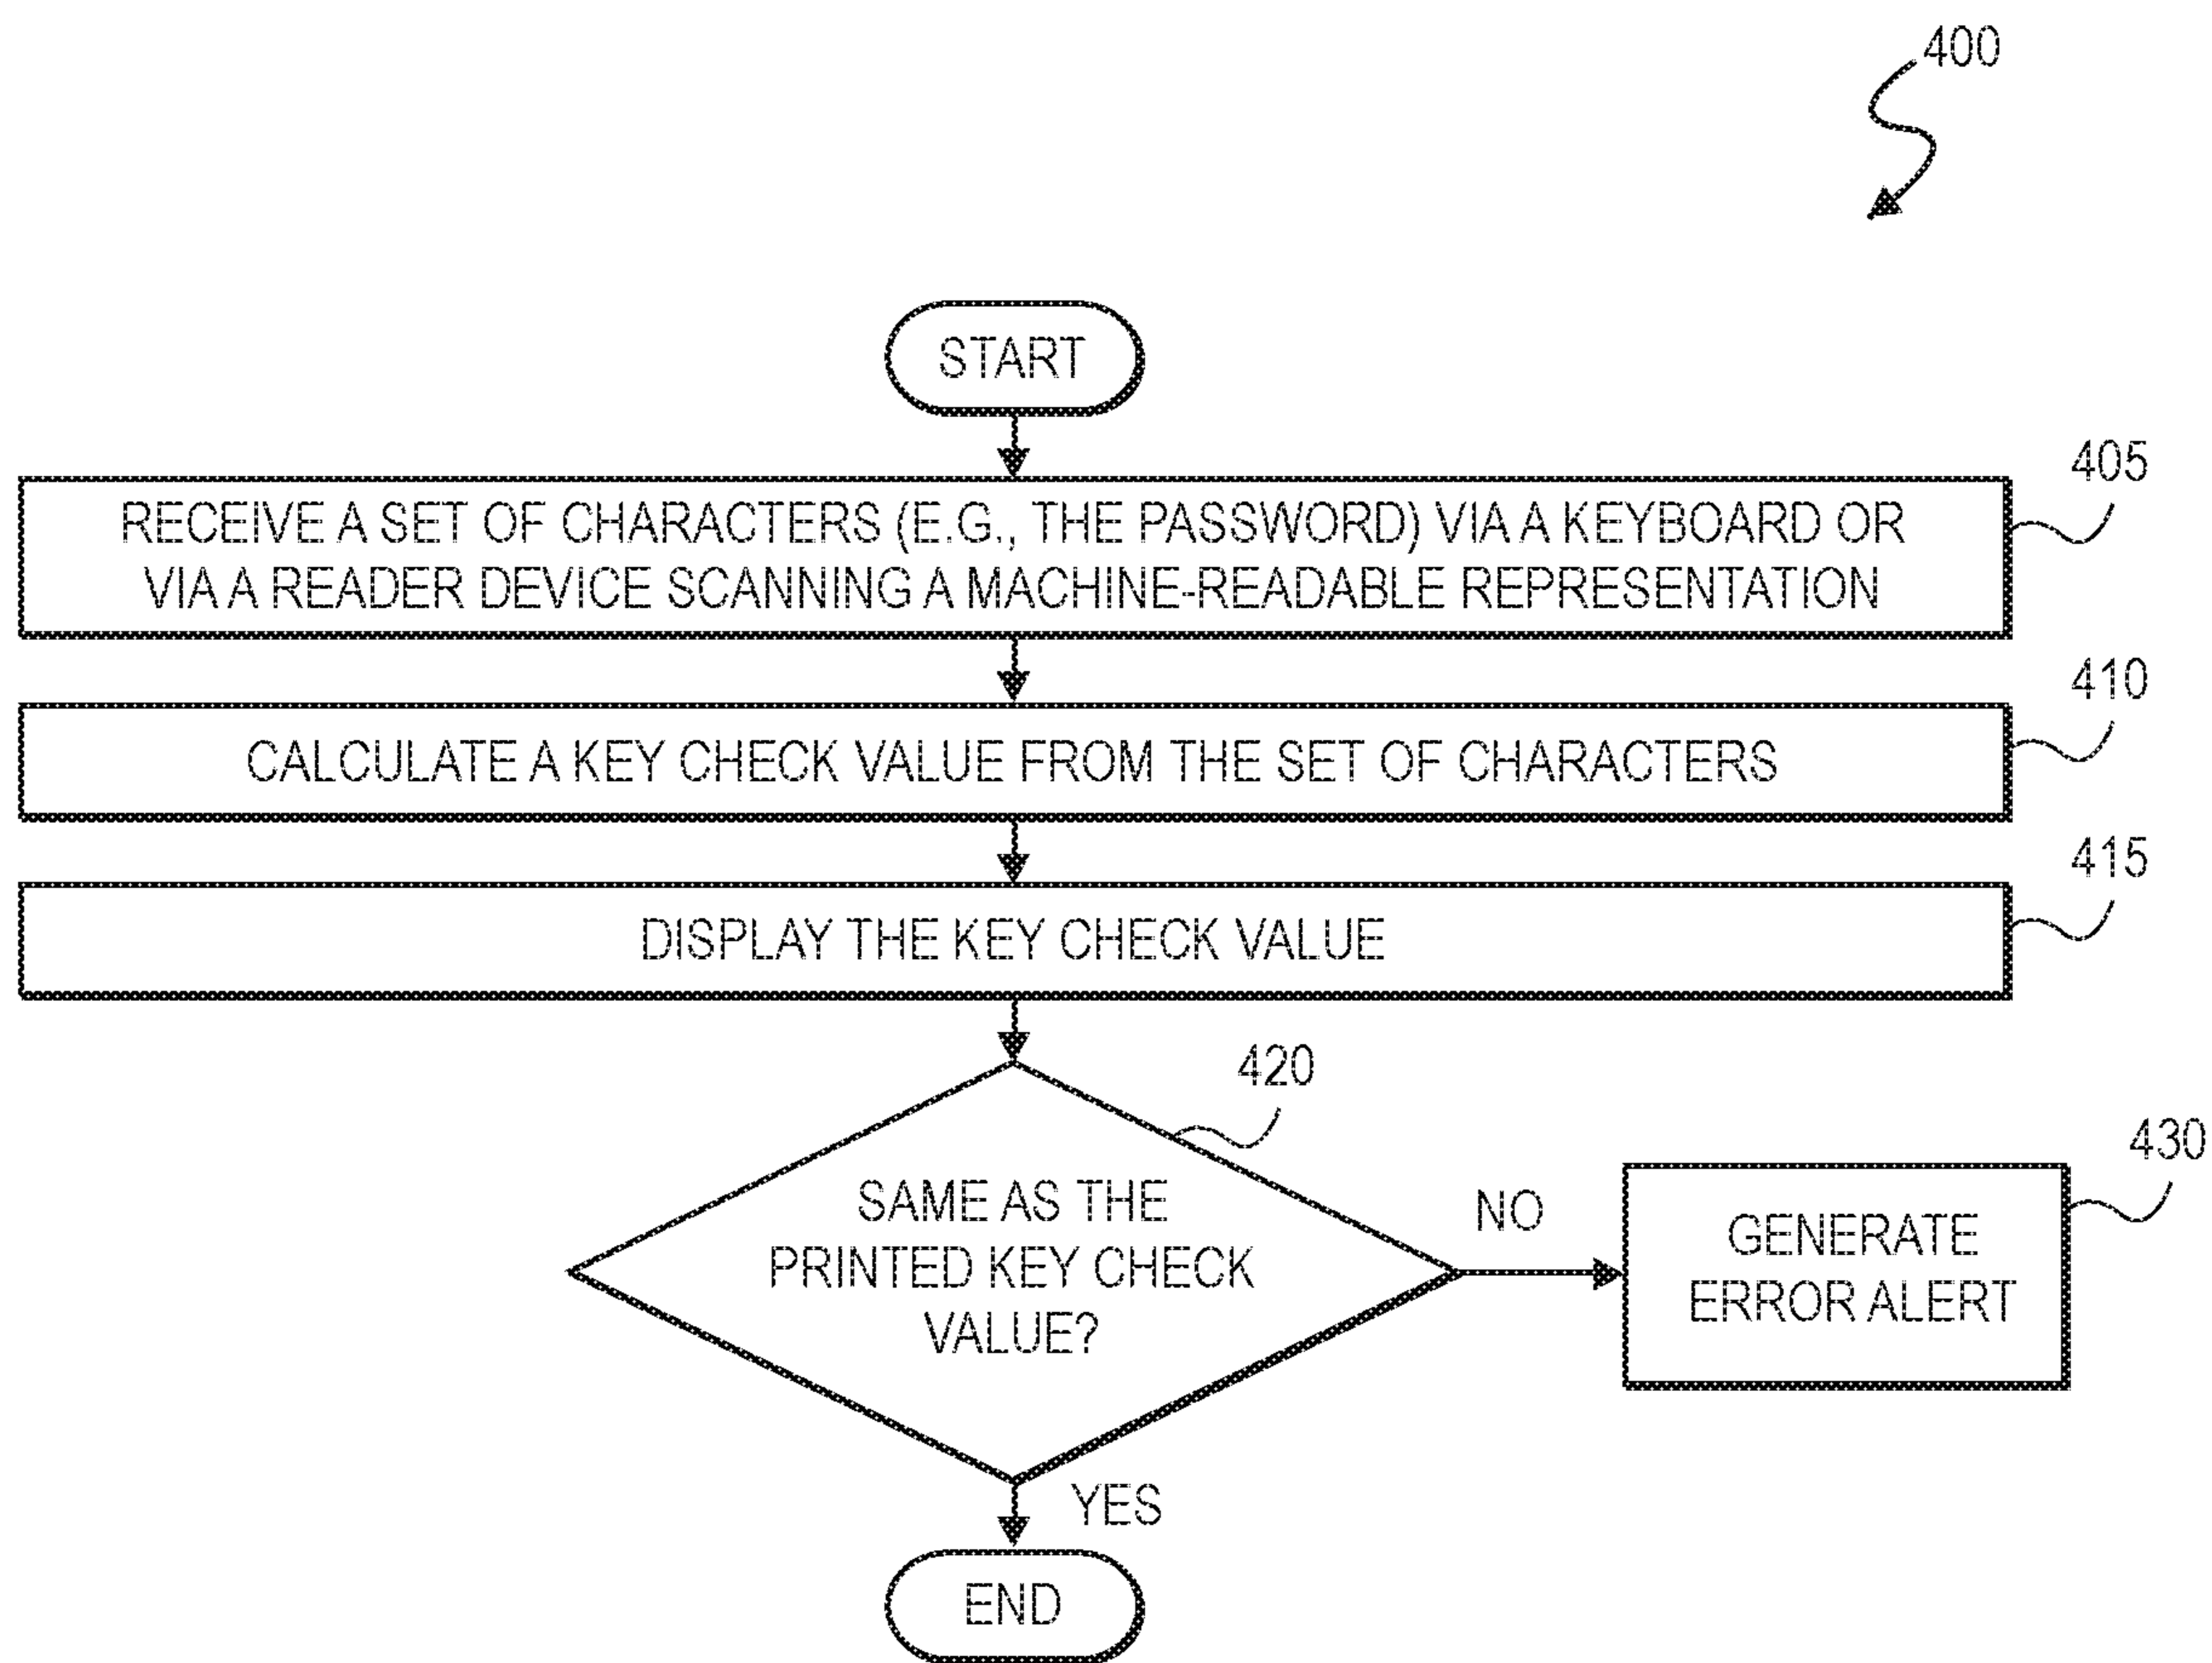 400
START
405
RECEIVE A SET OF CHARACTERS (E.G., THE PASSWORD) VIA A KEYBOARD OR
VIA A READER DEVICE SCANNING A MACHINE-READABLE REPRESENTATION
410
CALCULATE A KEY CHECK VALUE FROM THE SET OF CHARACTERS
415
DISPLAY THE KEY CHECK VALUE
420
SAME AS THE
PRINTED KEY CHECK
VALUE?
NO
430
GENERATE
ERROR ALERT
YES
END